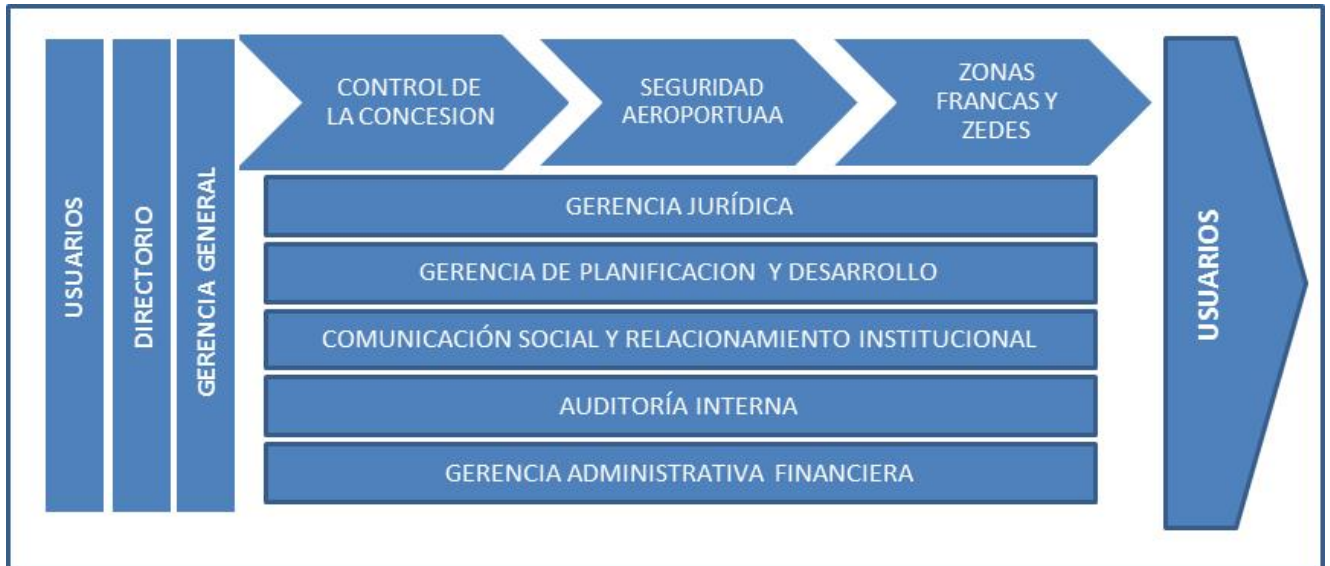 USUARIOS
DIRECTORIO
GERENCIA GENERAL
CONTROL DE
LA CONCESION
SEGURIDAD
AEROPORTUAA
ZONAS
FRANCAS Y
ZEDES
GERENCIA JURÍDICA
GERENCIA DE PLANIFICACION Y DESARROLLO
COMUNICACIÓN SOCIAL Y RELACIONAMIENTO INSTITUCIONAL
AUDITORÍA INTERNA
GERENCIA ADMINISTRATIVA FINANCIERA
USUARIOS